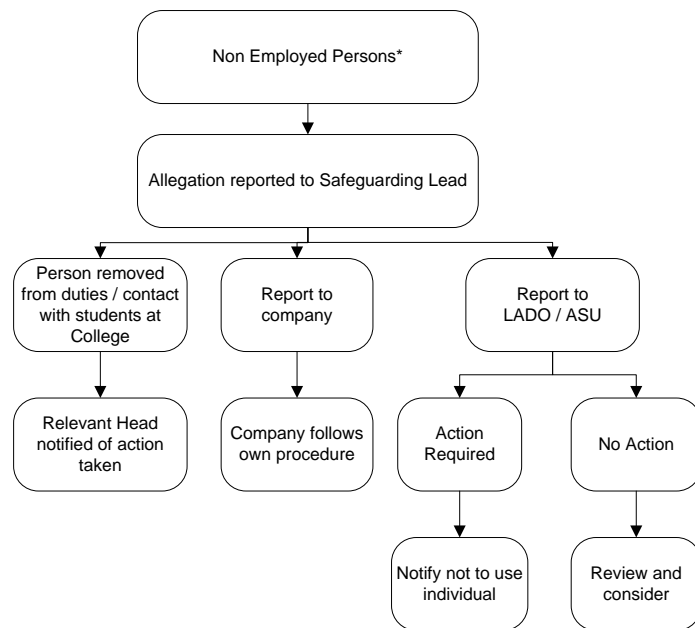 Non Employed Persons*
Allegation reported to Safeguarding Lead
Person removed
from duties / contact
with students at
College
Report to
company
Report to
LADO / ASU
Relevant Head
notified of action
taken
Company follows
own procedure
Action
Required
No Action
Notify not to use
individual
Review and
consider